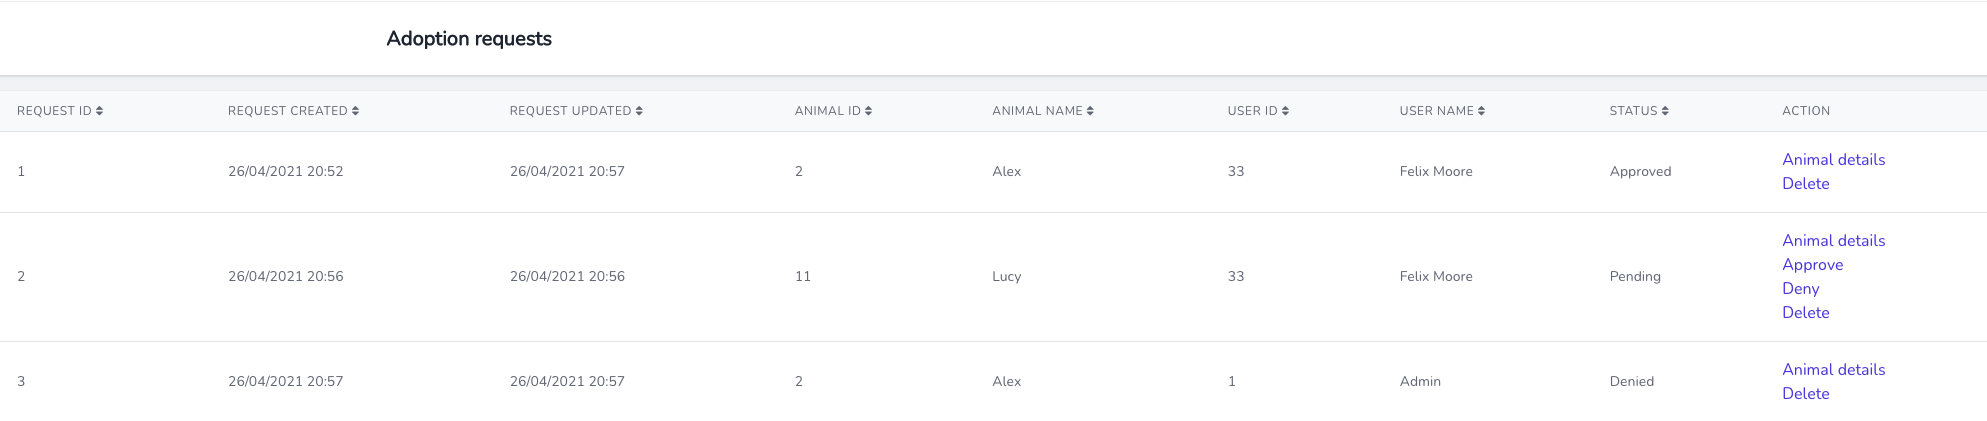 Adoption requests
REQUEST ID REQUEST CREATED REQUEST UPDATED ANIMAL ID ANIMAL NAME USER ID USER NAME STATUS ACTION
1 26/04/2021 20:52 26/04/2021 20:57 2 Alex 33 Felix Moore Approved Animal details
Delete
2 26/04/2021 20:56 26/04/2021 20:56 11 Lucy 33 Felix Moore Pending Animal details
Approve
Deny
Delete
3 26/04/2021 20:57 26/04/2021 20:57 2 Alex 1 Admin Denied Animal details
Delete